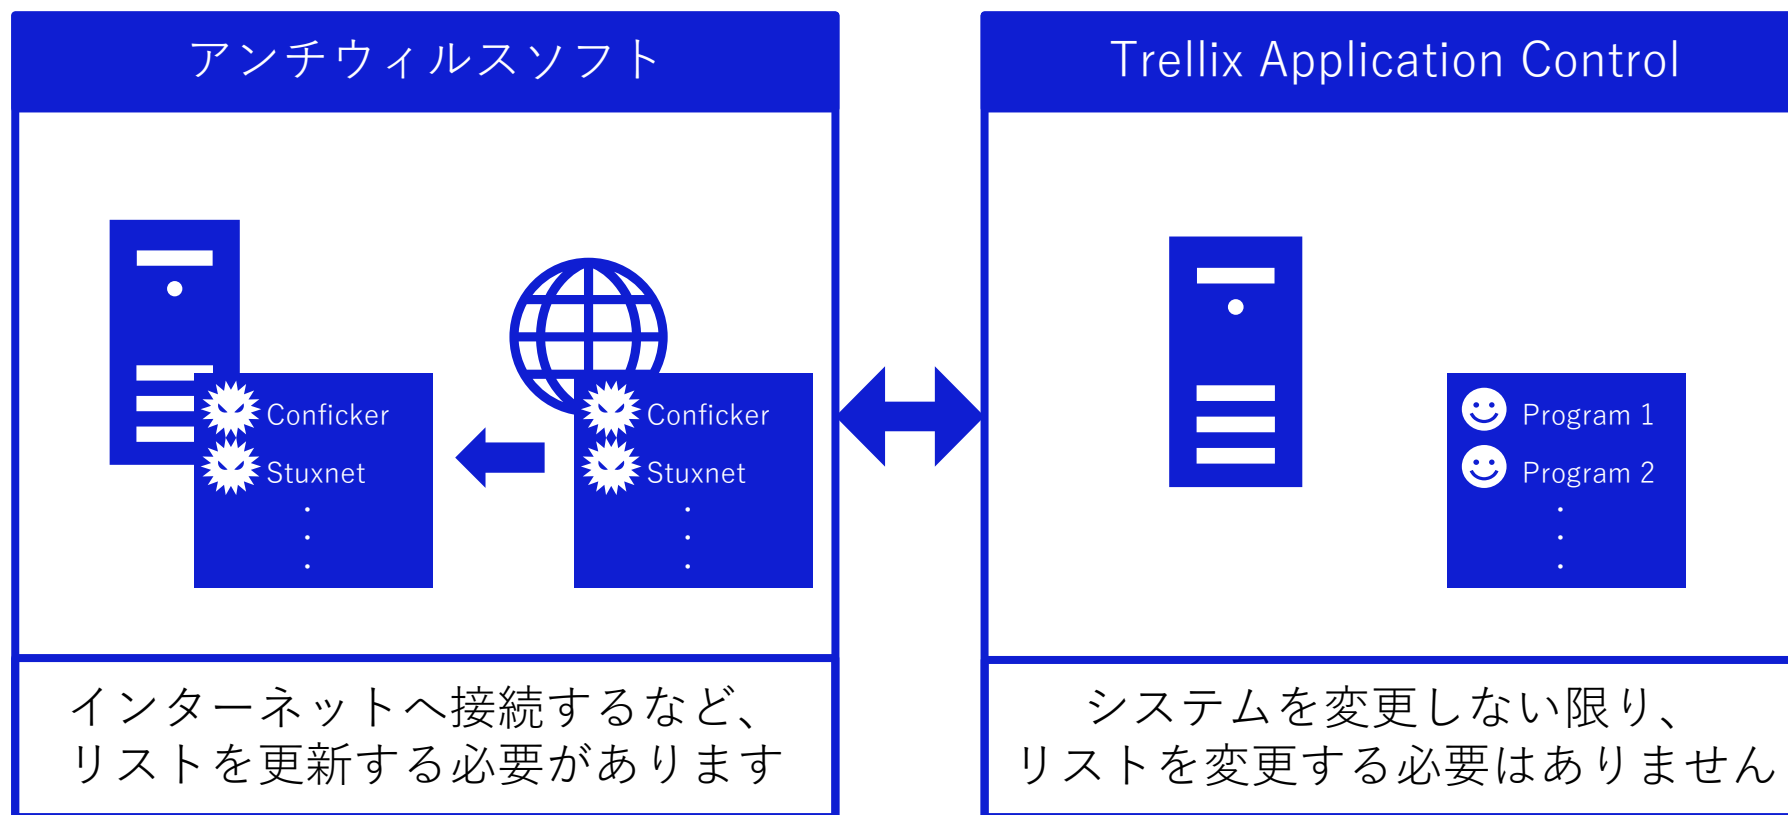 アンチウィルスソフト
Conficker
Stuxnet
・
・
・
Conficker
Stuxnet
・
・
・
インターネットへ接続するなど、
リストを更新する必要があります
Trellix Application Control
Program 1
Program 2
・
・
・
システムを変更しない限り、
リストを変更する必要はありません